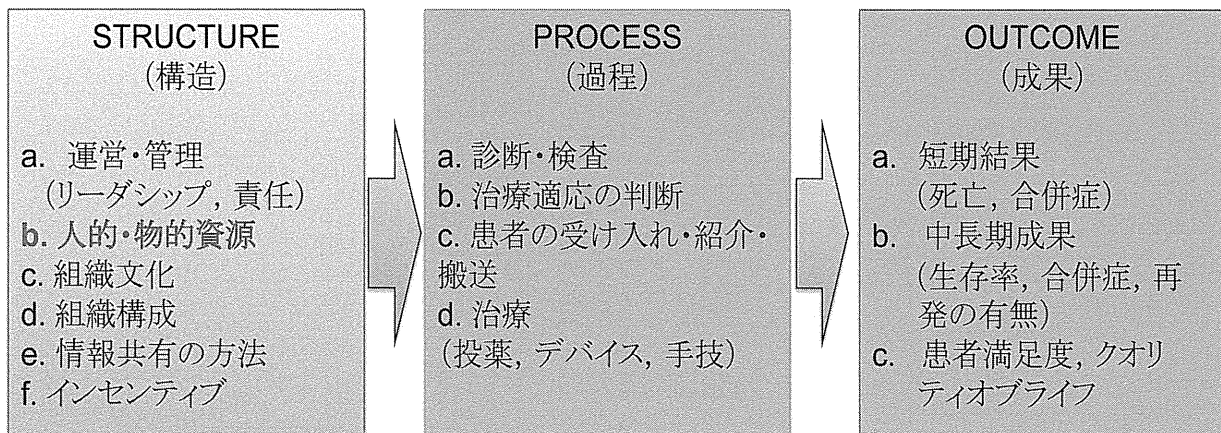 STRUCTURE
(構造)
a. 運営・管理
(リーダシップ, 責任)
b. 人的・物的資源
c. 組織文化
d. 組織構成
e. 情報共有の方法
f. インセンティブ
PROCESS
(過程)
a. 診断・検査
b. 治療適応の判断
c. 患者の受け入れ・紹介・
搬送
d. 治療
(投薬, デバイス, 手技)
OUTCOME
(成果)
a. 短期結果
(死亡, 合併症)
b. 中長期成果
(生存率, 合併症, 再
発の有無)
c. 患者満足度, クオリ
ティオブライフ